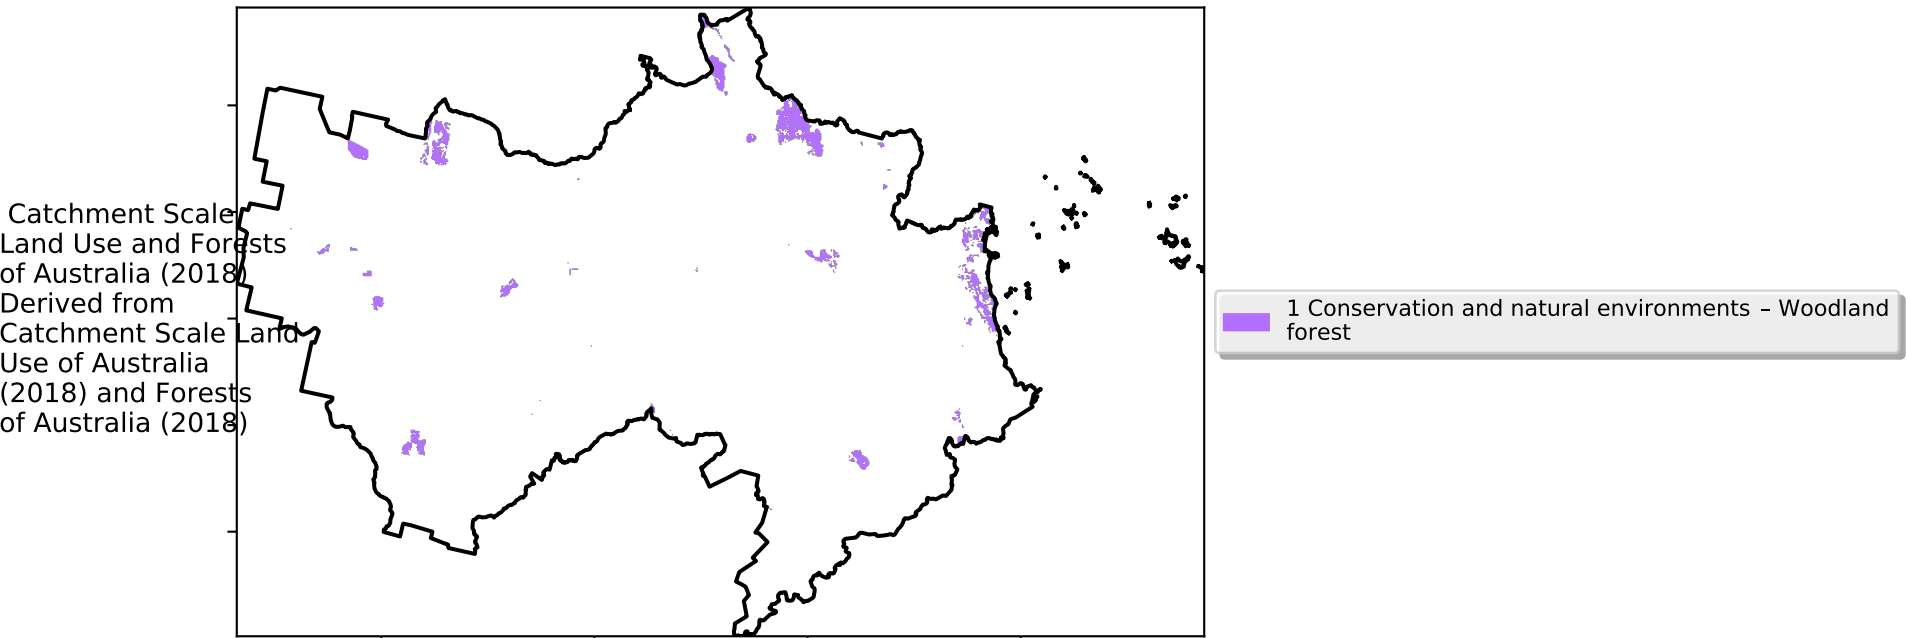 Catchment Scale
Land Use and Forests
of Australia (2018)
Derived from
Catchment Scale Land
Use of Australia
(2018) and Forests
of Australia (2018)
1 Conservation and natural environments – Woodland
forest